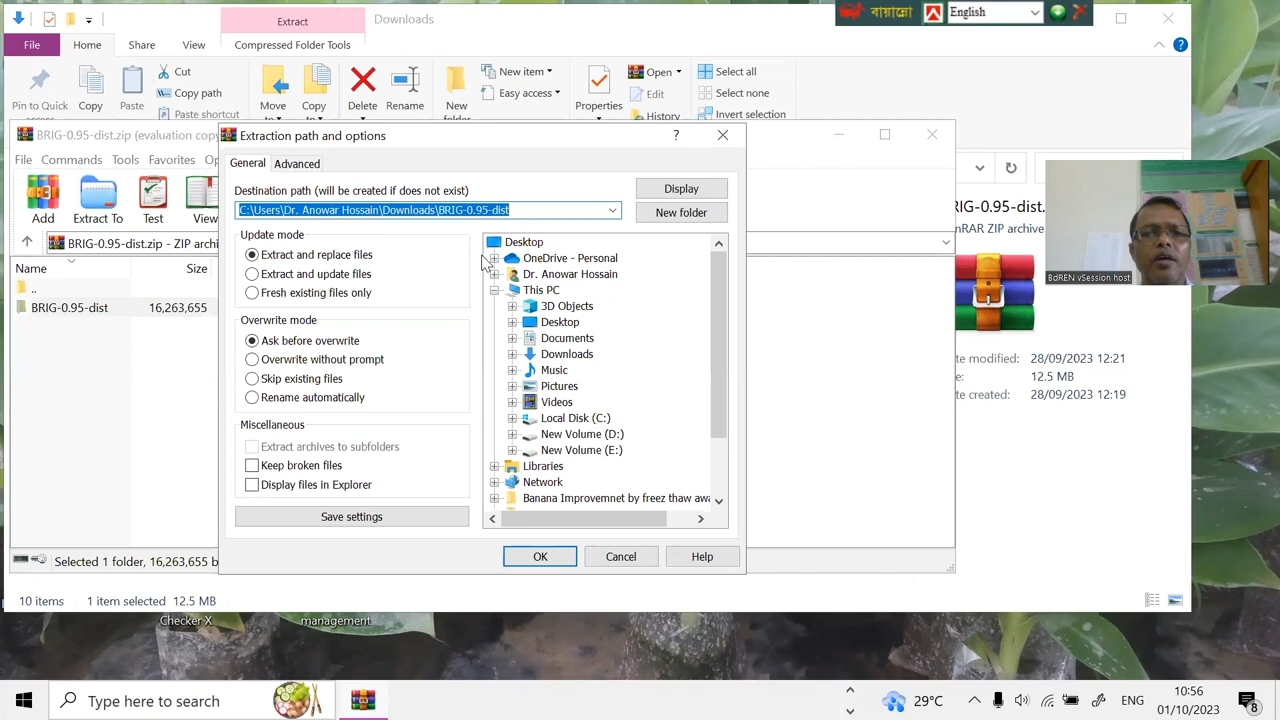 Extract
Downloads
বায়ান্নো
English
File
Home
Share
View
Compressed Folder Tools
Pin to Quick
Copy
Paste
Cut
Copy path
Paste shortcut
Move
Copy
Delete
Rename
New
New item
Easy access
Properties
Open
Edit
History
Select all
Select none
Invert selection
BRIG-0.95-dist.zip (evaluation copy
File Commands Tools Favorites
Add
Extract To
Test
View
BRIG-0.95-dist.zip - ZIP archi
Name
Size
..
BRIG-0.95-dist
16,263,655
Selected 1 folder, 16,263,655 b
Extraction path and options
General
Advanced
Destination path (will be created if does not exist)
C:\Users\Dr. Anowar Hossain\Downloads\BRIG-0.95-dist
Display
New folder
Update mode
Extract and replace files
Extract and update files
Fresh existing files only
Overwrite mode
Ask before overwrite
Overwrite without prompt
Skip existing files
Rename automatically
Miscellaneous
Extract archives to subfolders
Keep broken files
Display files in Explorer
Save settings
Desktop
OneDrive - Personal
Dr. Anowar Hossain
This PC
3D Objects
Desktop
Documents
Downloads
Music
Pictures
Videos
Local Disk (C:)
New Volume (D:)
New Volume (E:)
Libraries
Network
Banana Improvemnet by freez thaw awa
OK
Cancel
Help
RIG-0.95-dist.
inRAR ZIP archive
BdREN vSession host
te modified: 28/09/2023 12:21
e: 12.5 MB
te created: 28/09/2023 12:19
10 items
1 item selected 12.5 MB
Checker X
management
Type here to search
29°C
ENG
10:56
01/10/2023
8